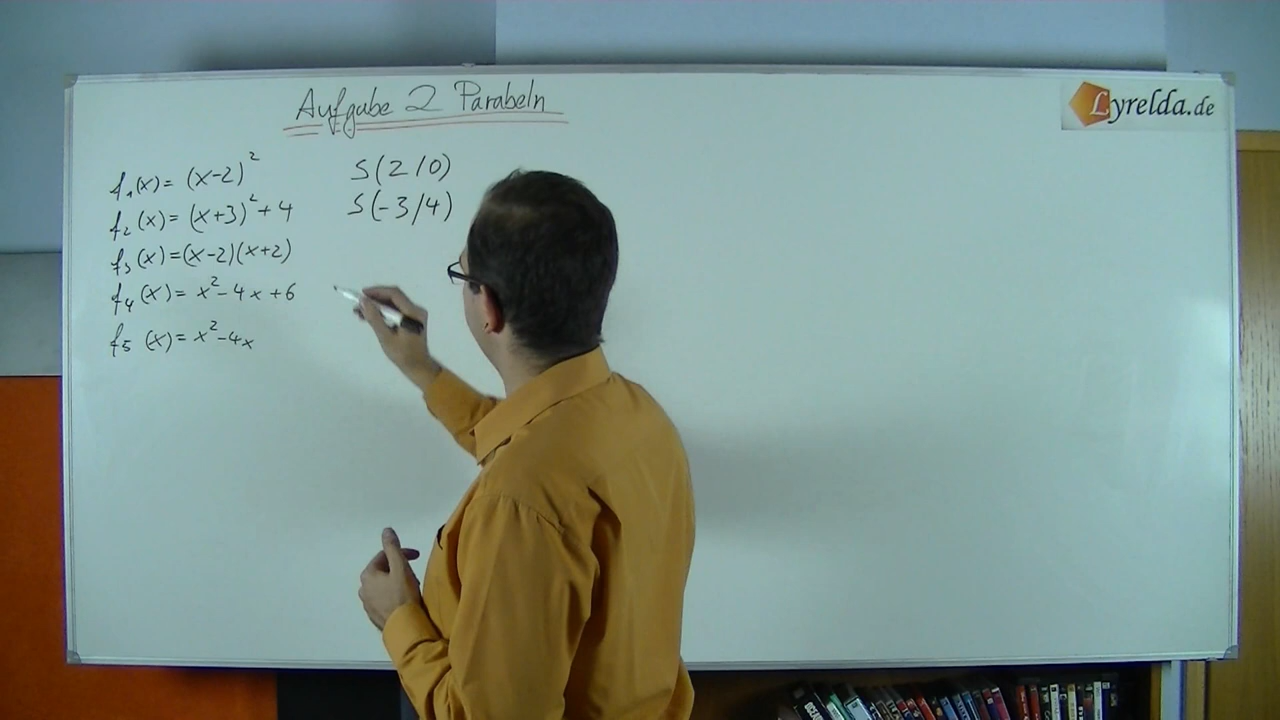 Aufgabe 2 Parabeln
Lyrelda.de
f₁(x) = (x-2)² S(2/0)
f₂(x) = (x+3)² + 4 S(-3/4)
f₃(x) = (x-2)(x+2)
f₄(x) = x² - 4x + 6
f₅(x) = x² - 4x